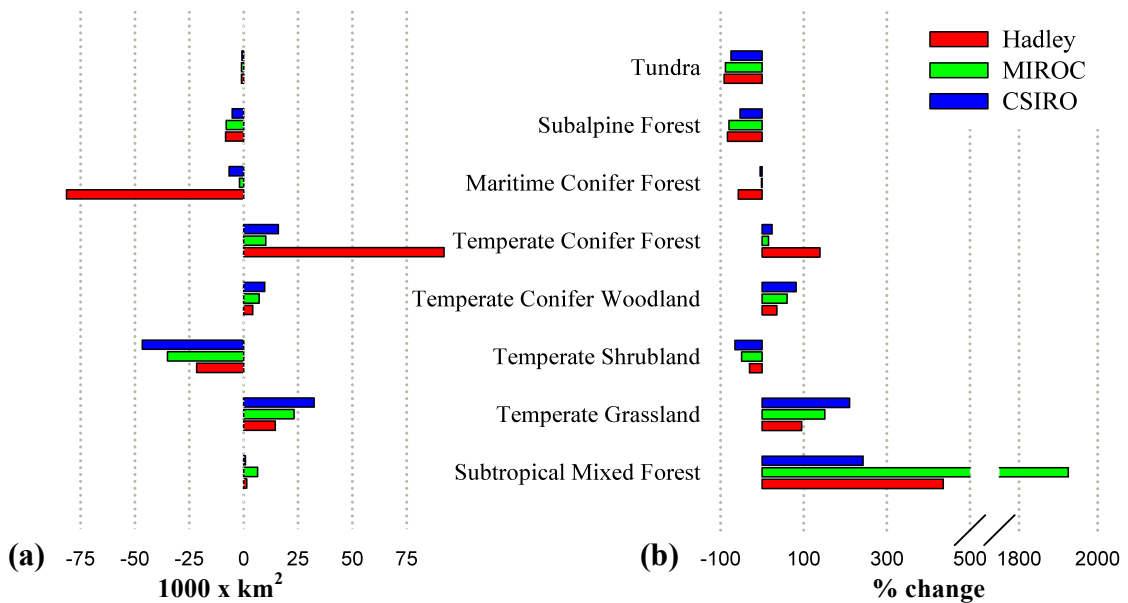 Hadley
MIROC
CSIRO
Tundra
Subalpine Forest
Maritime Conifer Forest
Temperate Conifer Forest
Temperate Conifer Woodland
Temperate Shrubland
Temperate Grassland
Subtropical Mixed Forest
(a) -75 -50 -25 0 25 50 75
1000 x km²
(b) -100 100 300 500 1800 2000
% change